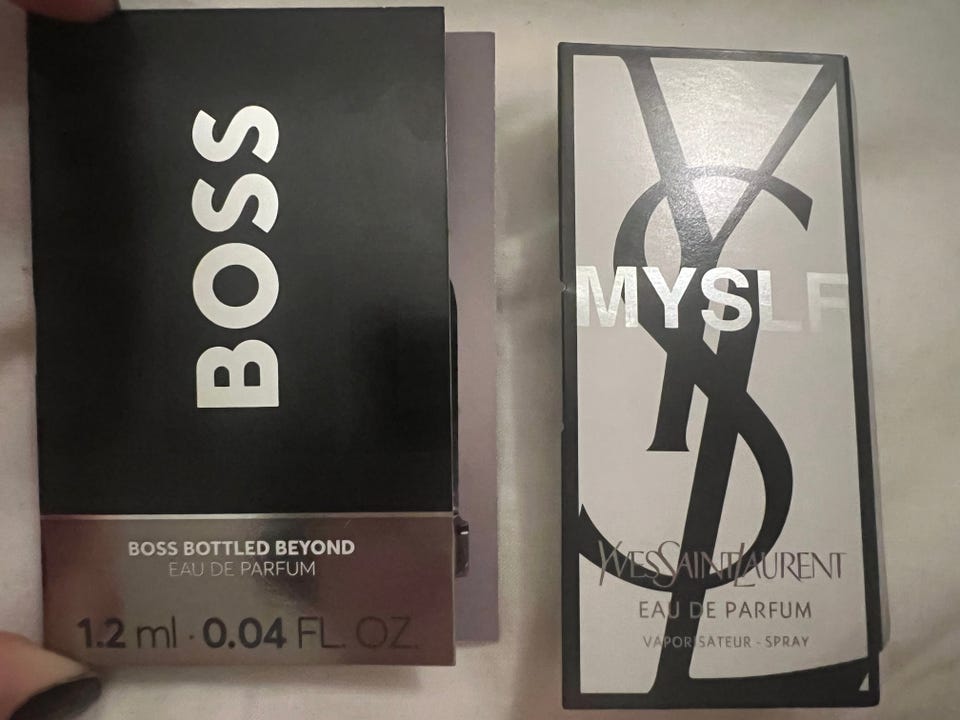 BOSS
BOSS BOTTLED BEYOND
EAU DE PARFUM
1.2 ml · 0.04 FL. OZ.
YSL
MYSLF
YVESSAINTLAURENT
EAU DE PARFUM
VAPORISATEUR - SPRAY